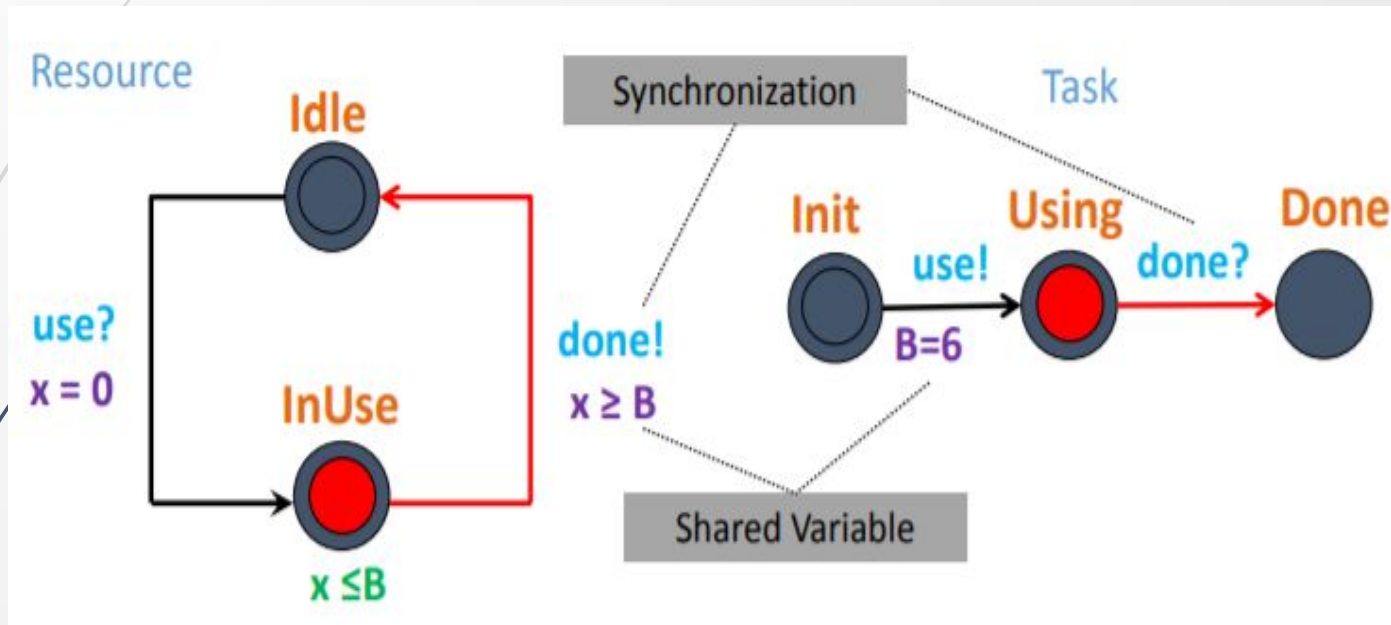 Resource
Synchronization
Task
Idle
Init
Using
Done
use!
done?
use?
x = 0
done!
x ≥ B
B=6
InUse
x ≤B
Shared Variable